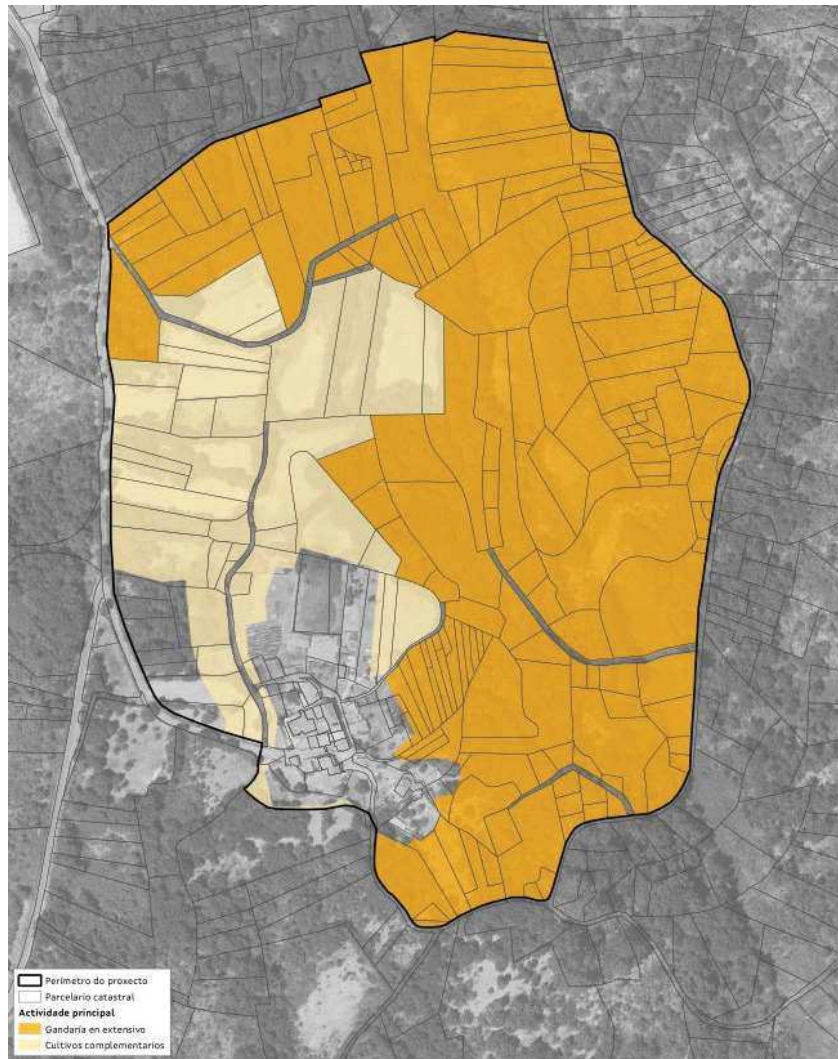 Perímetro do proxecto
Parcelario catastral
Actividade principal
Gandaría en extensivo
Cultivos complementarios